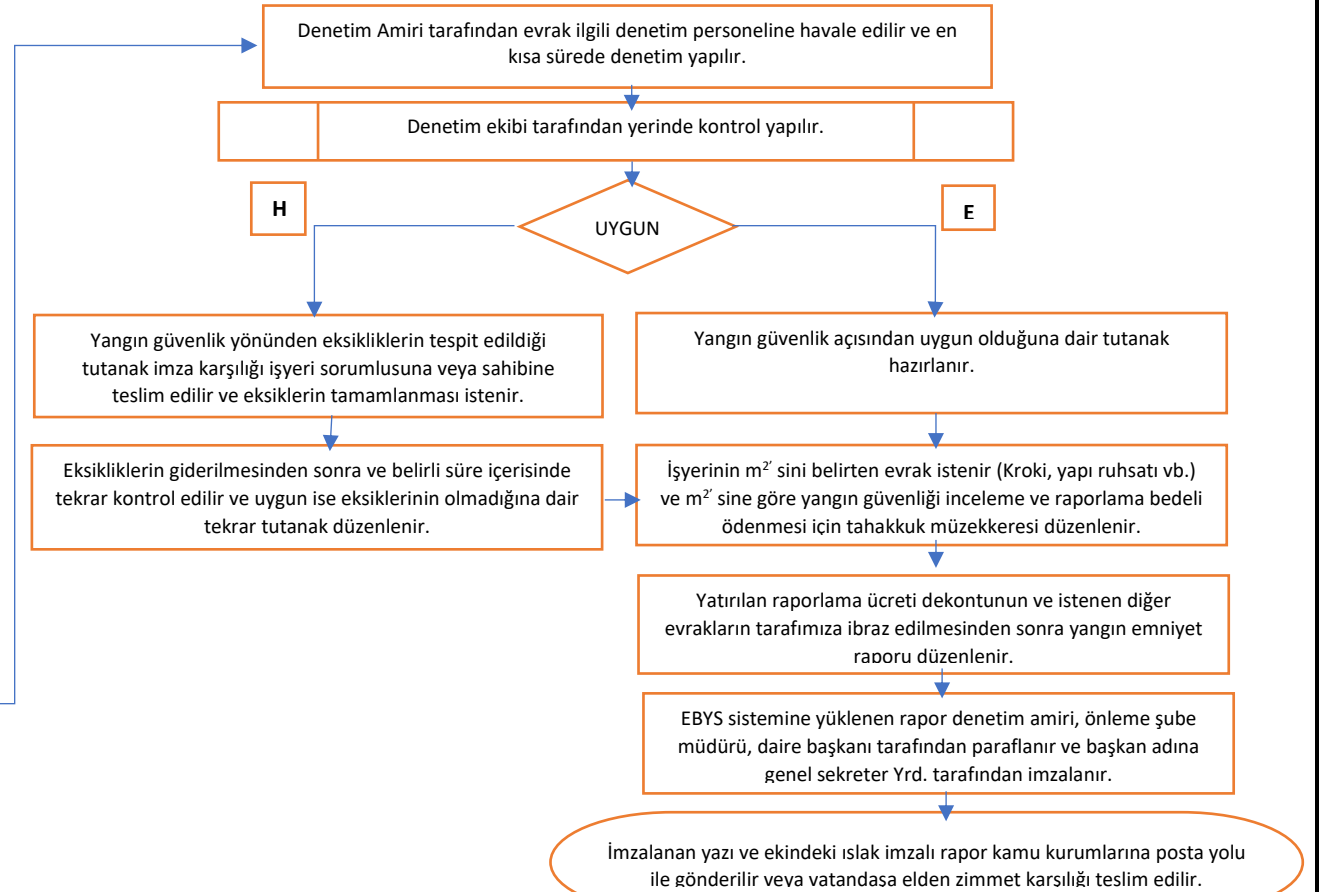 Denetim Amiri tarafından evrak ilgili denetim personeline havale edilir ve en
kısa sürede denetim yapılır.
Denetim ekibi tarafından yerinde kontrol yapılır.
H
E
UYGUN
Yangın güvenlik yönünden eksikliklerin tespit edildiği
tutanak imza karşılığı işyeri sorumlusuna veya sahibine
teslim edilir ve eksiklerin tamamlanması istenir.
Yangın güvenlik açısından uygun olduğuna dair tutanak
hazırlanır.
Eksikliklerin giderilmesinden sonra ve belirli süre içerisinde
tekrar kontrol edilir ve uygun ise eksiklerinin olmadığına dair
tekrar tutanak düzenlenir.
İşyerinin m²' sini belirten evrak istenir (Kroki, yapı ruhsatı vb.)
ve m²' sine göre yangın güvenliği inceleme ve raporlama bedeli
ödenmesi için tahakkuk müzekkeresi düzenlenir.
Yatırılan raporlama ücreti dekontunun ve istenen diğer
evrakların tarafımıza ibraz edilmesinden sonra yangın emniyet
raporu düzenlenir.
EBYS sistemine yüklenen rapor denetim amiri, önleme şube
müdürü, daire başkanı tarafından paraflanır ve başkan adına
genel sekreter Yrd. tarafından imzalanır.
İmzalanan yazı ve ekindeki ıslak imzalı rapor kamu kurumlarına posta yolu
ile gönderilir veya vatandaşa elden zimmet karşılığı teslim edilir.